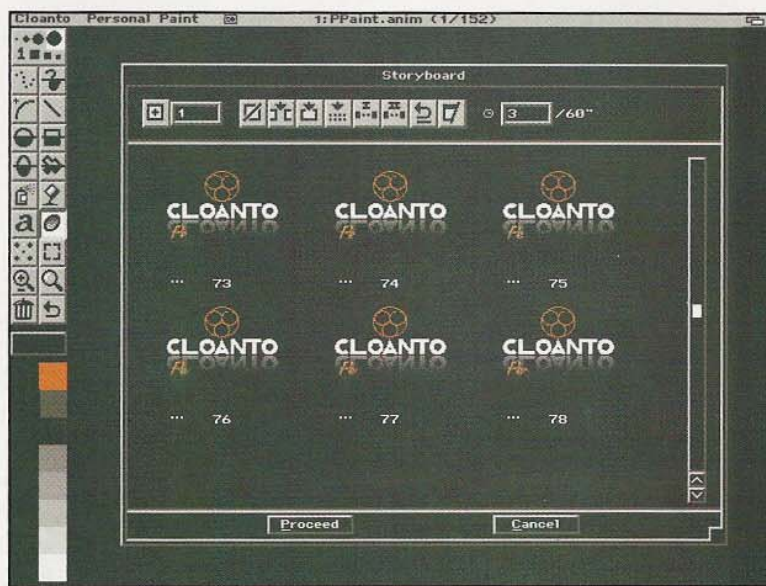 Cloanto Personal Paint 1:PPaint.anim (1/152)
1
Storyboard
1 3 /60"
a
CLOANTO CLOANTO CLOANTO
... 73 ... 74 ... 75
CLOANTO CLOANTO CLOANTO
... 76 ... 77 ... 78
Proceed Cancel